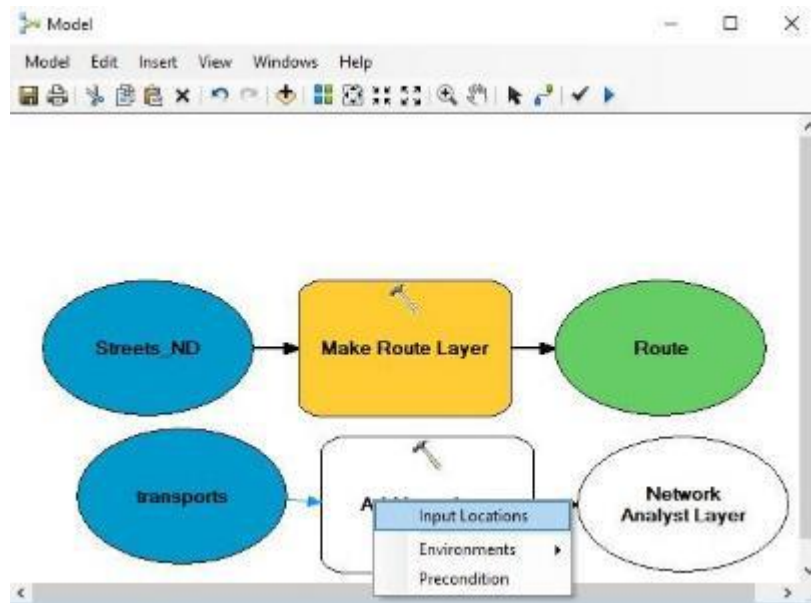 Model
Model Edit Insert View Windows Help
Streets_ND
Make Route Layer
Route
transports
Network
Analyst Layer
Input Locations
Environments
Precondition